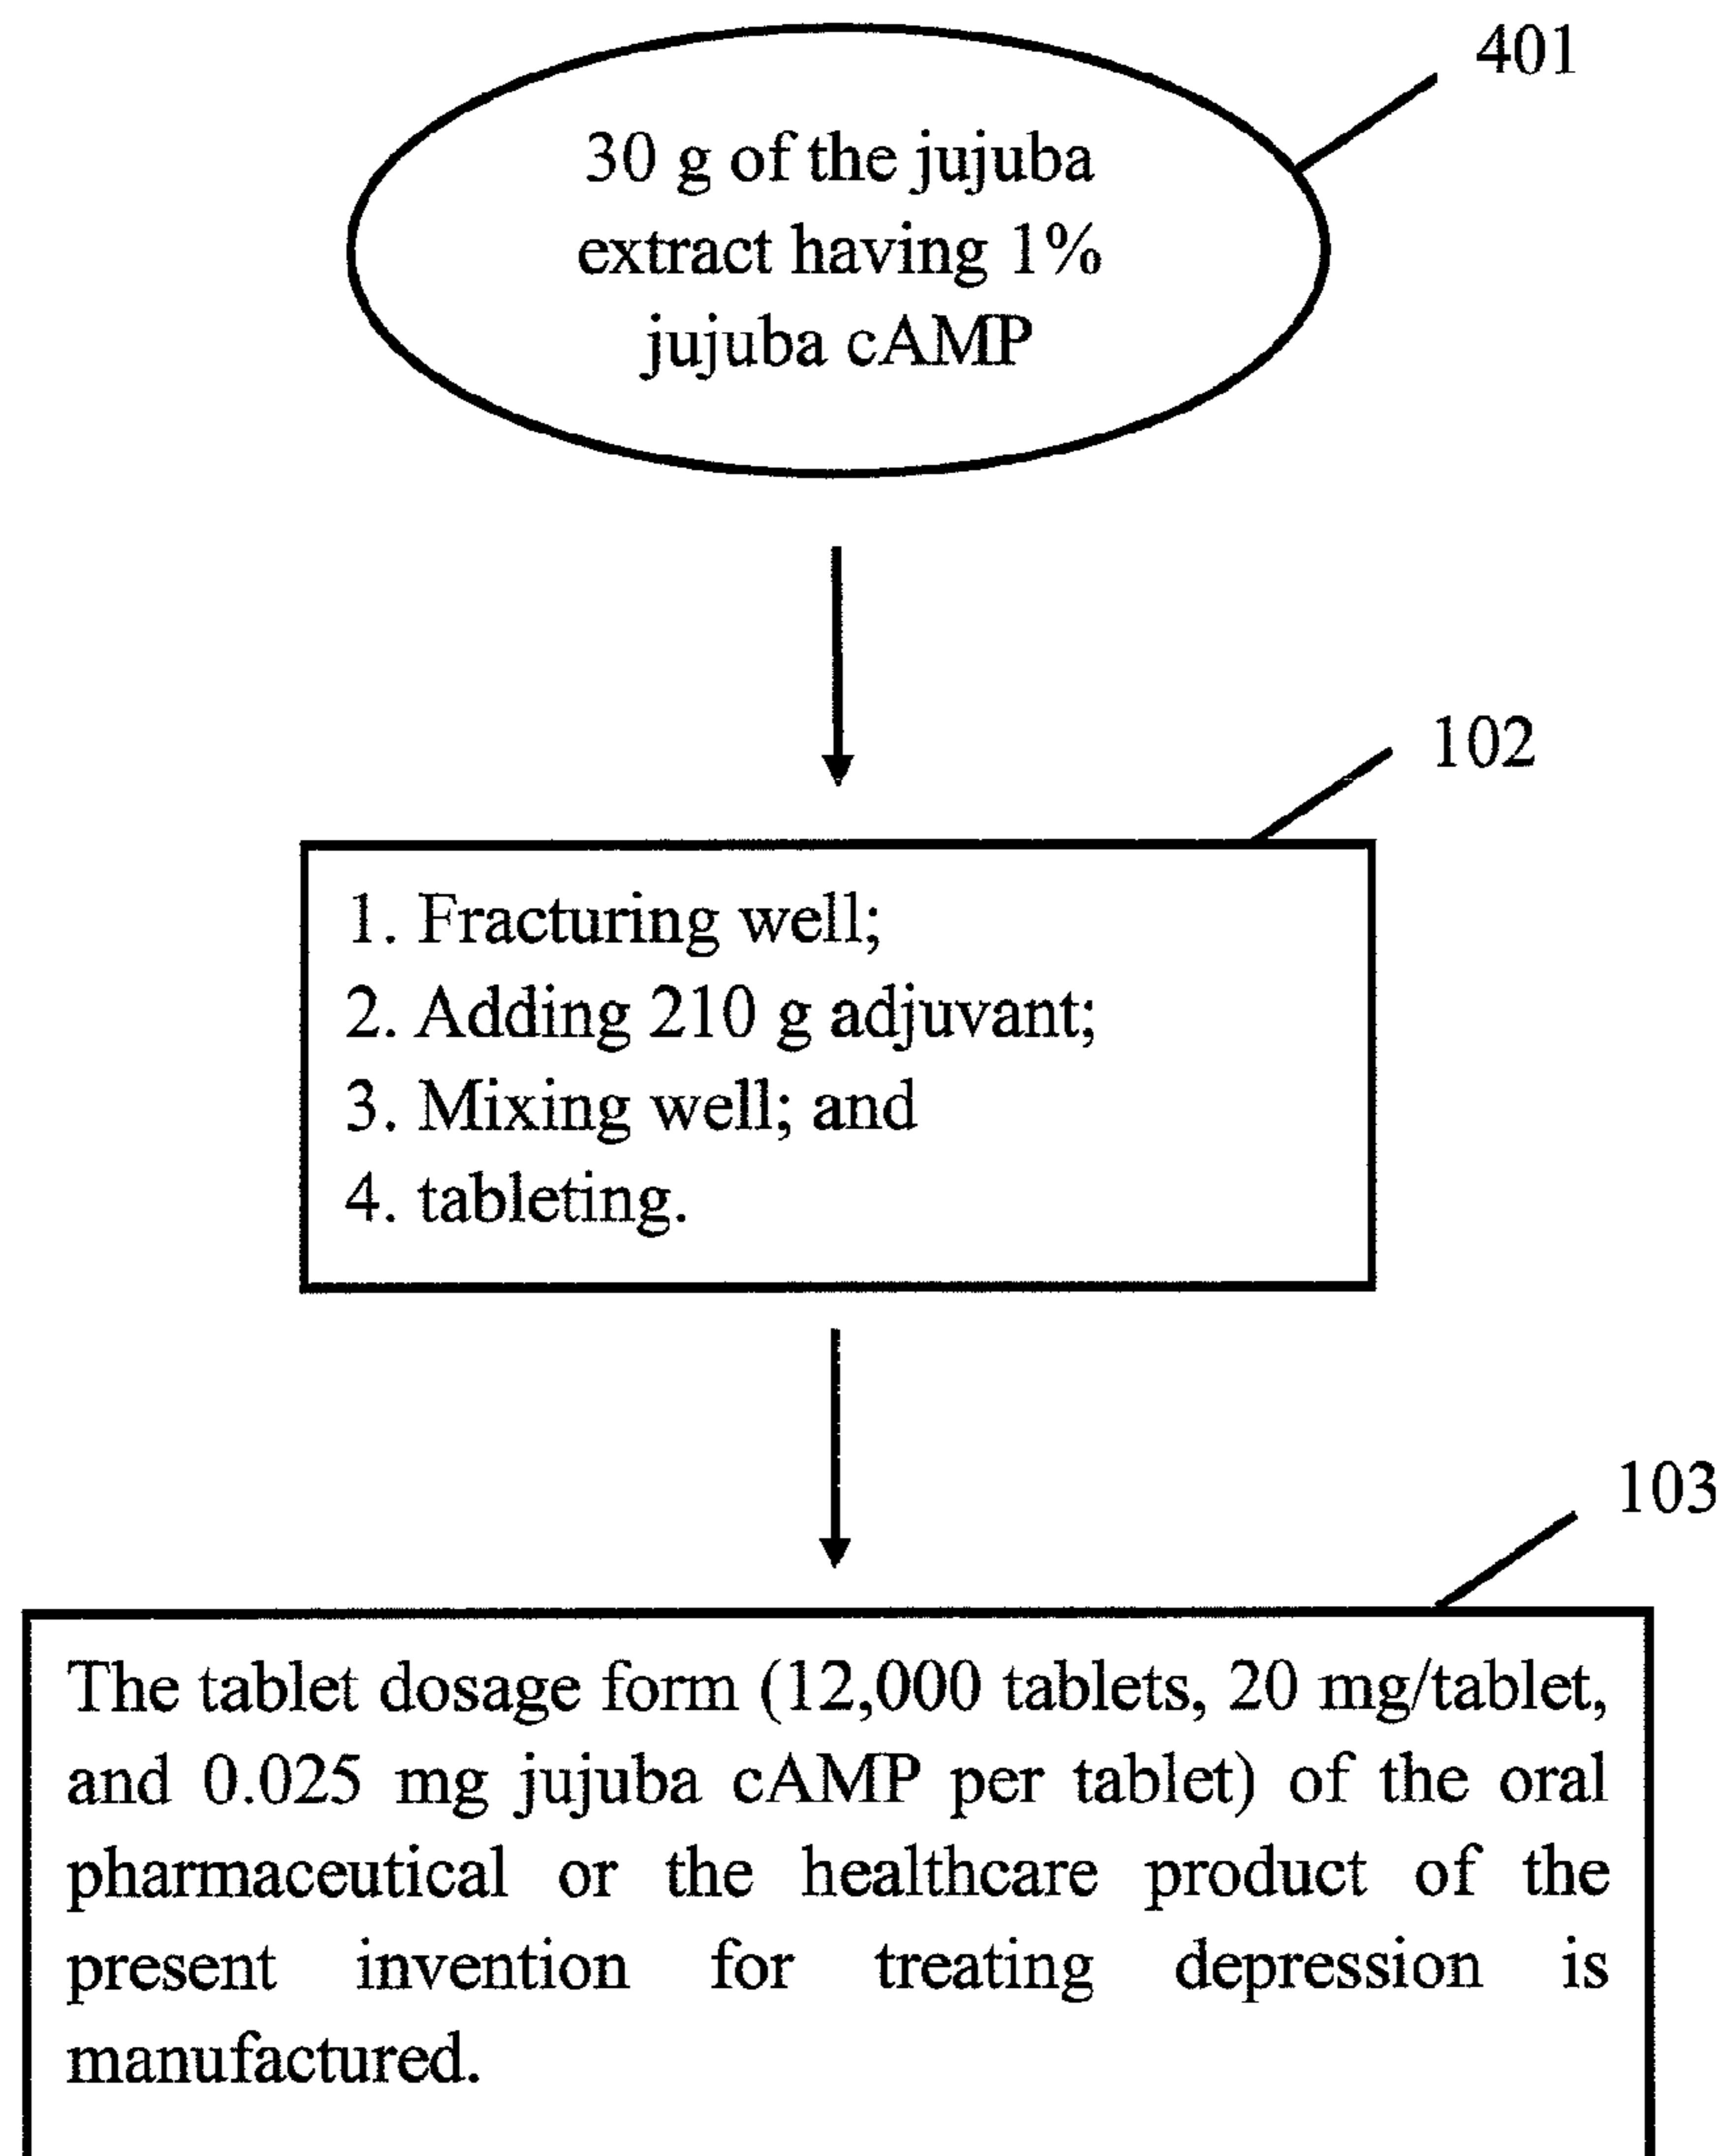 401
30 g of the jujuba
extract having 1%
jujuba cAMP
102
1. Fracturing well;
2. Adding 210 g adjuvant;
3. Mixing well; and
4. tableting.
103
The tablet dosage form (12,000 tablets, 20 mg/tablet,
and 0.025 mg jujuba cAMP per tablet) of the oral
pharmaceutical or the healthcare product of the
present invention for treating depression is
manufactured.